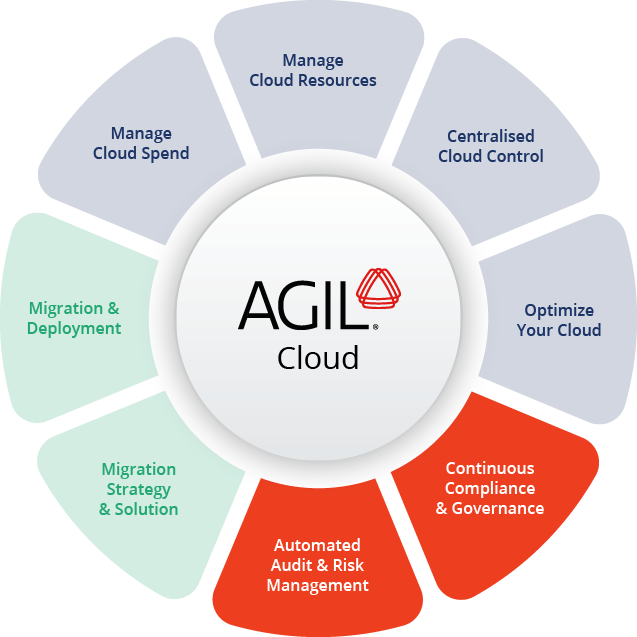 Manage
Cloud Resources
Centralised
Cloud Control
Optimize
Your Cloud
Continuous
Compliance
& Governance
Automated
Audit & Risk
Management
Migration
Strategy
& Solution
Migration &
Deployment
Manage
Cloud Spend
AGIL®
Cloud